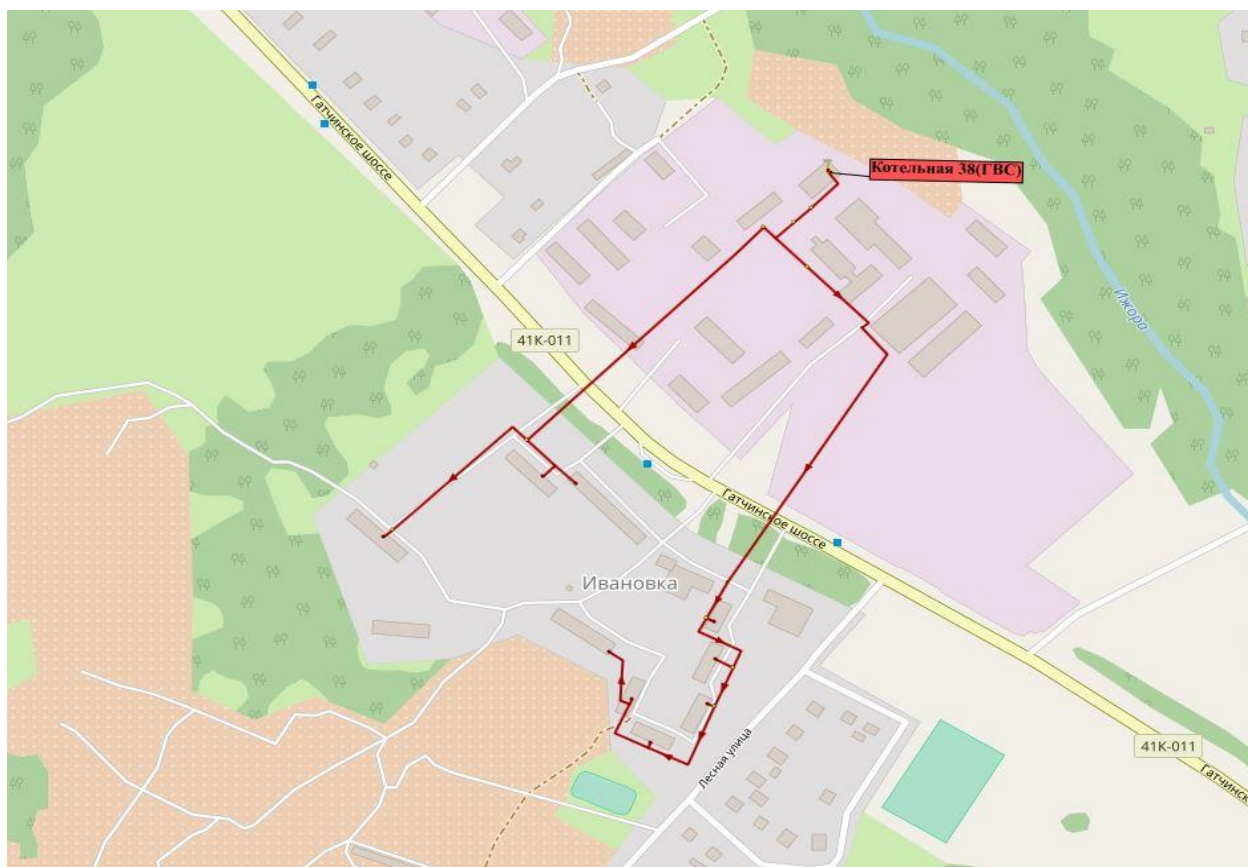 Гатчинское шоссе
Котельная 38(ГВС)
Ижора
41К-011
Гатчинское шоссе
Ивановка
Лесная улица
41К-011
Гатчинск